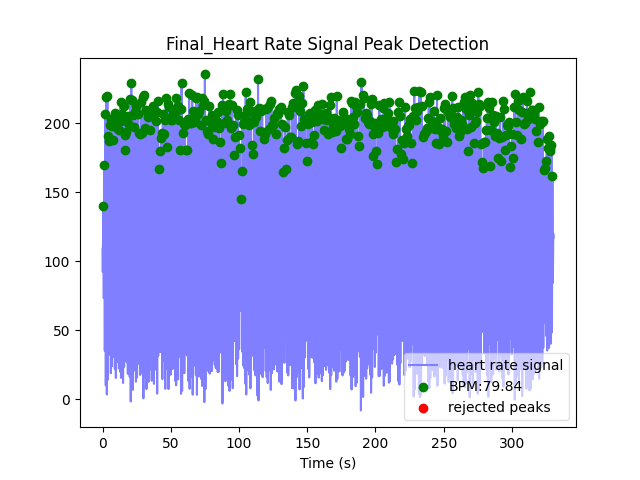 Final_Heart Rate Signal Peak Detection
200
150
100
50
0
heart rate signal
BPM:79.84
rejected peaks
0 50 100 150 200 250 300
Time (s)